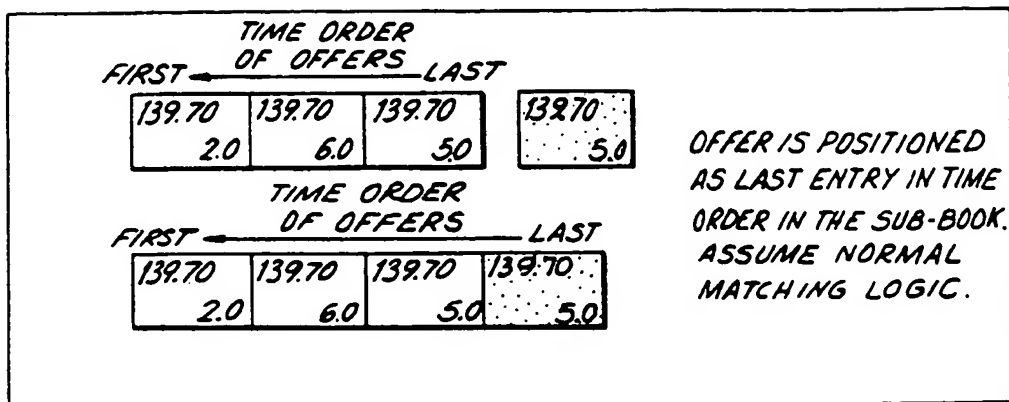 TIME ORDER
OF OFFERS
FIRST LAST
139.70 139.70 139.70 139.70
2.0 6.0 5.0 5.0
TIME ORDER
OF OFFERS
FIRST LAST
139.70 139.70 139.70 139.70
2.0 6.0 5.0 5.0
OFFER IS POSITIONED
AS LAST ENTRY IN TIME
ORDER IN THE SUB-BOOK.
ASSUME NORMAL
MATCHING LOGIC.